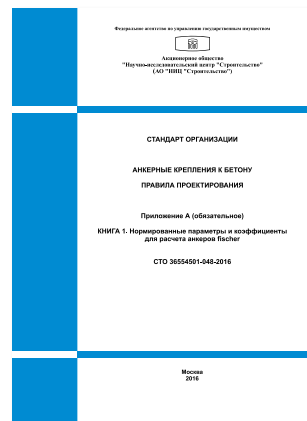 Федеральное агентство по управлению государственным имуществом
Акционерное общество
"Научно-исследовательский центр "Строительство"
(АО "НИЦ "Строительство")
СТАНДАРТ ОРГАНИЗАЦИИ
АНКЕРНЫЕ КРЕПЛЕНИЯ К БЕТОНУ
ПРАВИЛА ПРОЕКТИРОВАНИЯ
Приложение А (обязательное)
КНИГА 1. Нормированные параметры и коэффициенты
для расчета анкеров fischer
СТО 36554501-048-2016
Москва
2016